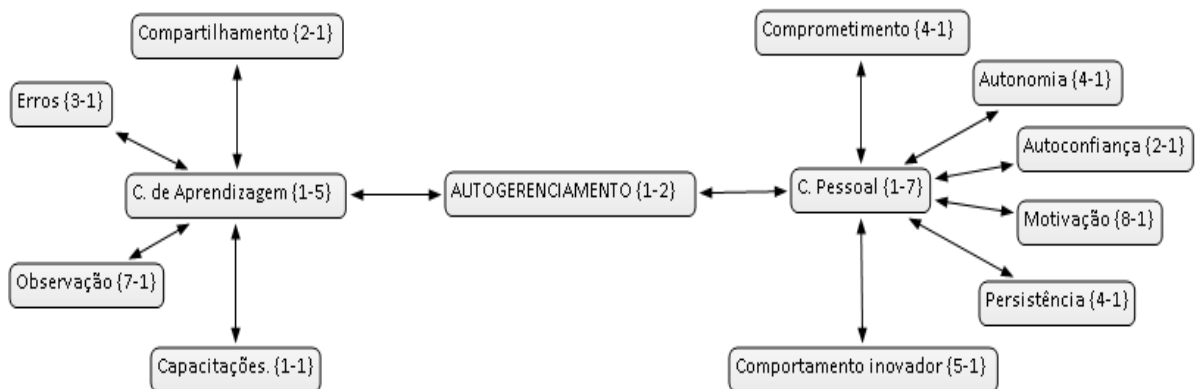 Compartilhamento {2-1}
Comprometimento {4-1}
Autonomia {4-1}
Erros {3-1}
Autoconfiança {2-1}
C. de Aprendizagem {1-5}
AUTOGERENCIAMENTO {1-2}
C. Pessoal {1-7}
Motivação {8-1}
Observação {7-1}
Persistência {4-1}
Capacitações. {1-1}
Comportamento inovador {5-1}